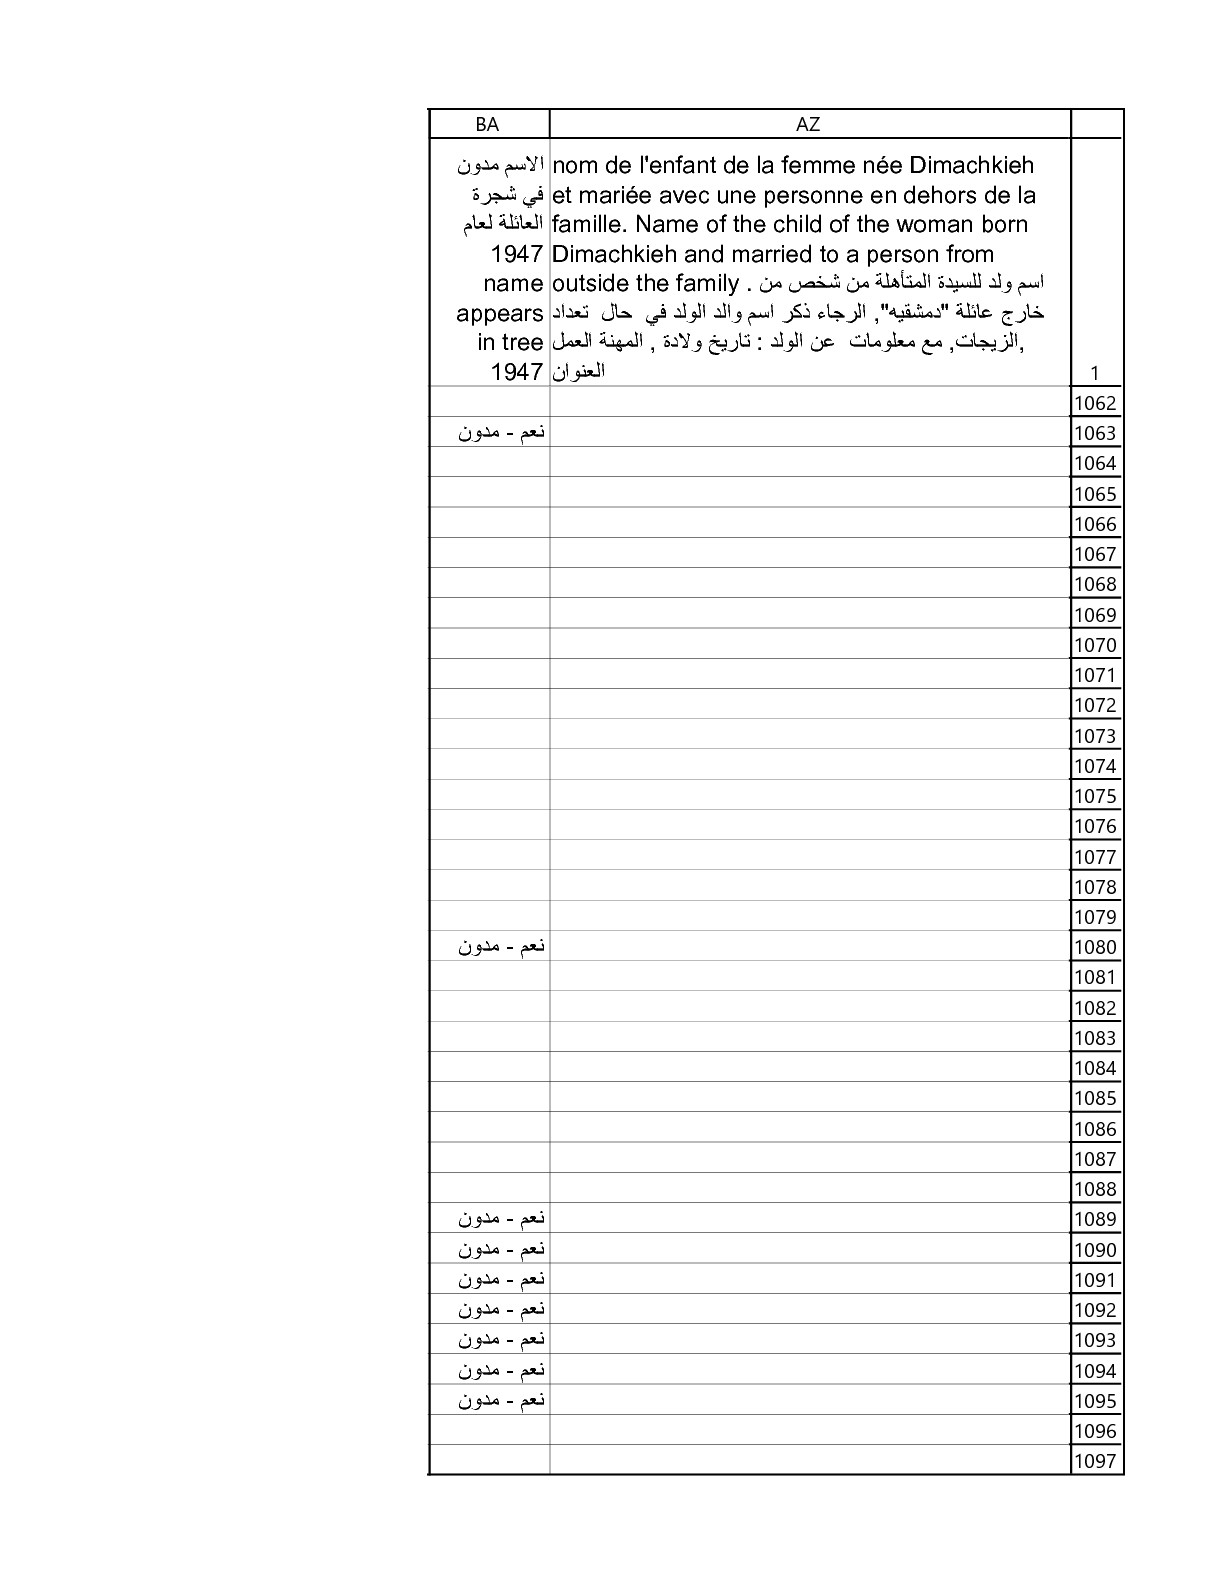 BA AZ
الاسم مدون
في شجرة
العائلة لعام
1947
name
appears
in tree
1947
nom de l'enfant de la femme née Dimachkieh
et mariée avec une personne en dehors de la
famille. Name of the child of the woman born
Dimachkieh and married to a person from
outside the family . اسم ولد للسيدة المتأهلة من شخص من
خارج عائلة "دمشقيه", الرجاء ذكر اسم والد الولد في حال تعداد
الزيجات, مع معلومات عن الولد : تاريخ ولادة , المهنة العمل,
العنوان
1
1062
نعم - مدون 1063
1064
1065
1066
1067
1068
1069
1070
1071
1072
1073
1074
1075
1076
1077
1078
1079
نعم - مدون 1080
1081
1082
1083
1084
1085
1086
1087
1088
نعم - مدون 1089
نعم - مدون 1090
نعم - مدون 1091
نعم - مدون 1092
نعم - مدون 1093
نعم - مدون 1094
نعم - مدون 1095
1096
1097